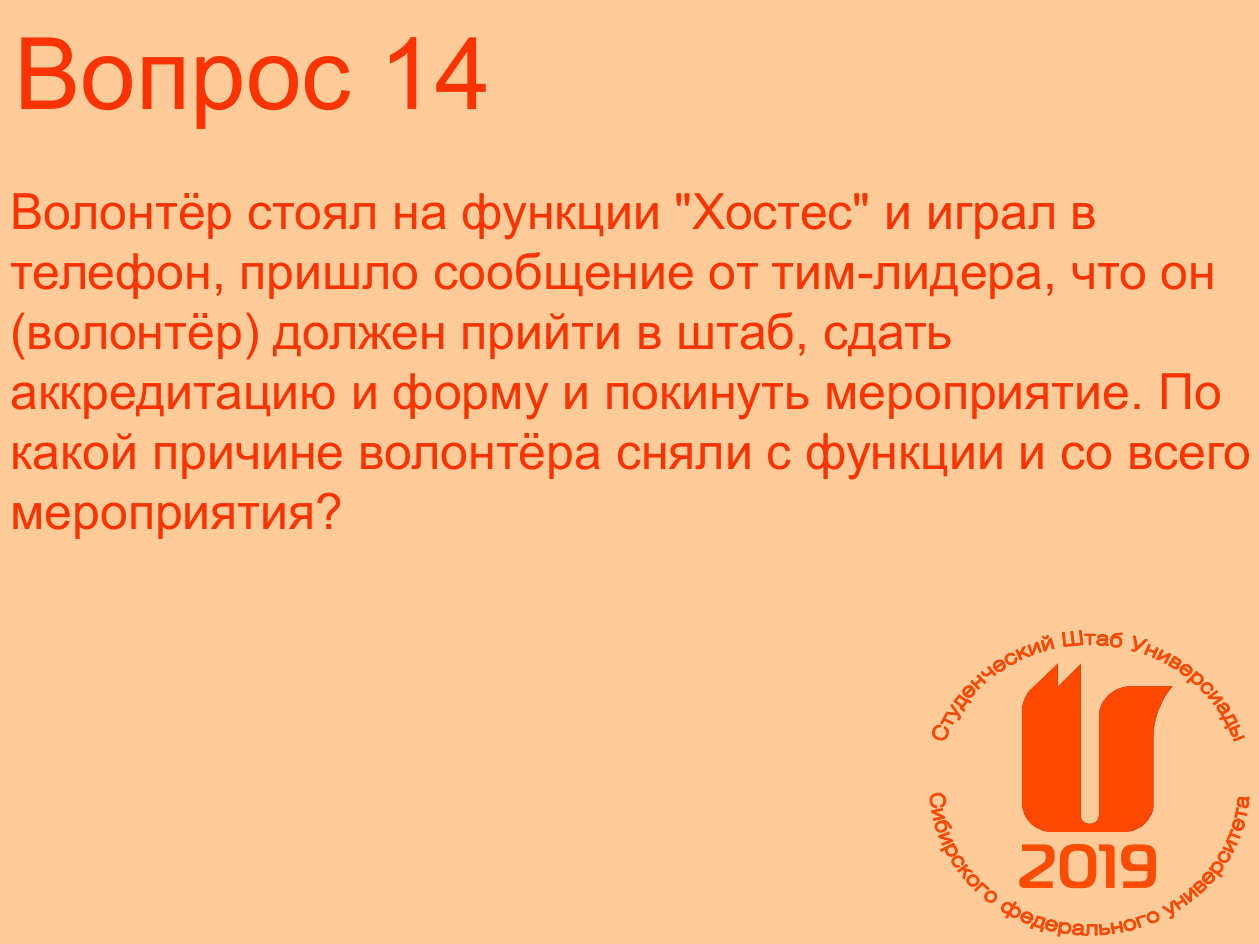 Вопрос 14
Волонтёр стоял на функции "Хостес" и играл в
телефон, пришло сообщение от тим-лидера, что он
(волонтёр) должен прийти в штаб, сдать
аккредитацию и форму и покинуть мероприятие. По
какой причине волонтёра сняли с функции и со всего
мероприятия?
Студенческий Штаб Универсиады
2019
Сибирского федерального университета